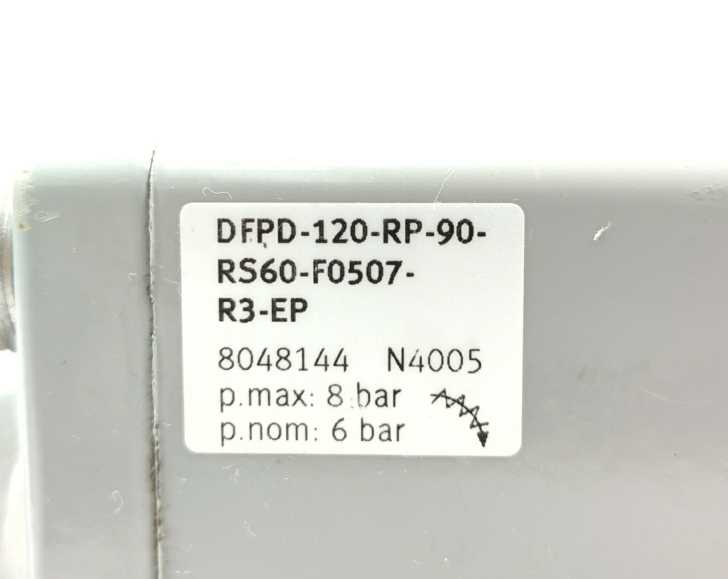 DFPD-120-RP-90-
RS60-F0507-
R3-EP
8048144 N4005
p.max: 8 bar
p.nom: 6 bar